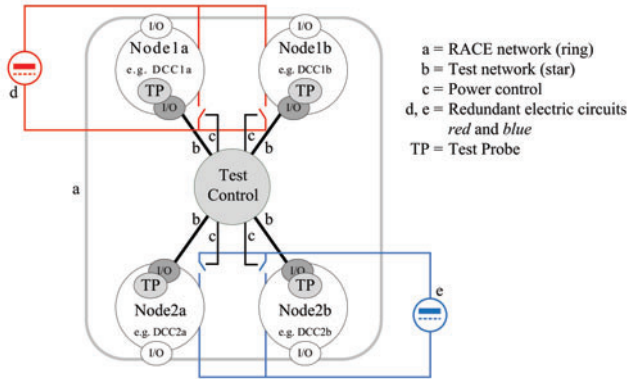 I/O
I/O
Node1a
Node1b
e.g. DCC1a
e.g. DCC1b
TP
TP
I/O
I/O
d
c
c
b
b
a
Test
Control
b
b
c
c
I/O
I/O
TP
TP
Node2a
Node2b
e.g. DCC2a
e.g. DCC2b
I/O
I/O
e
a = RACE network (ring)
b = Test network (star)
c = Power control
d, e = Redundant electric circuits
red and blue
TP = Test Probe